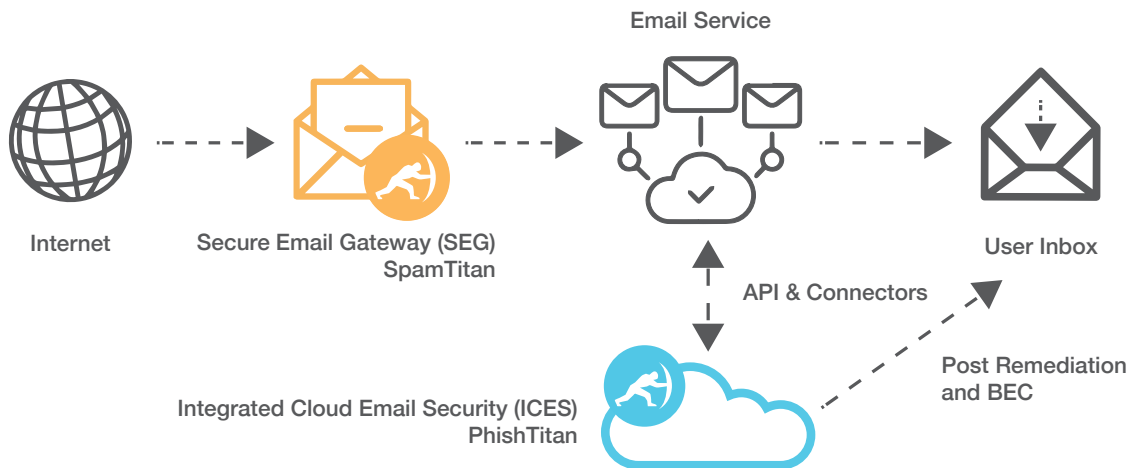 Email Service
Internet
Secure Email Gateway (SEG)
SpamTitan
User Inbox
API & Connectors
Post Remediation
and BEC
Integrated Cloud Email Security (ICES)
PhishTitan